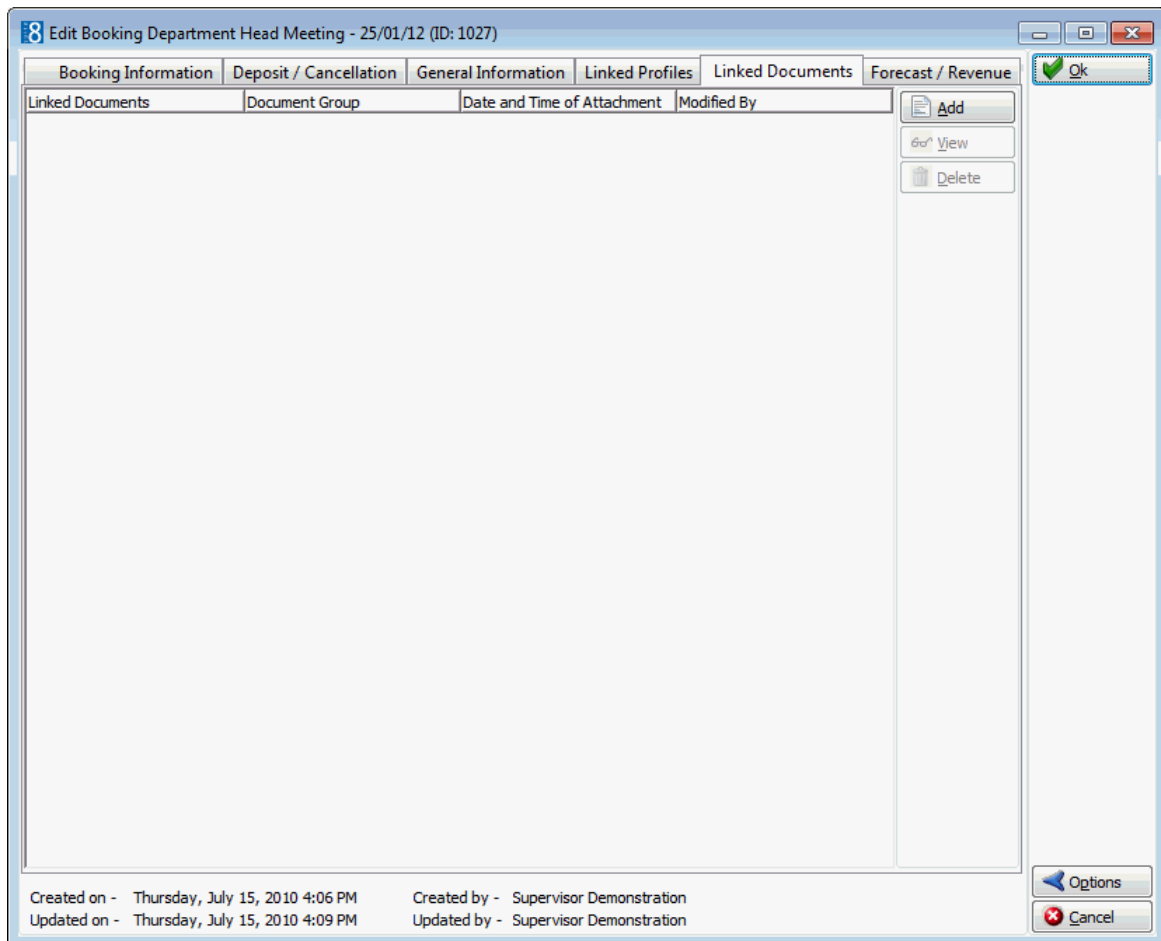 8 Edit Booking Department Head Meeting - 25/01/12 (ID: 1027)
Booking Information Deposit / Cancellation General Information Linked Profiles Linked Documents Forecast / Revenue Ok
Linked Documents Document Group Date and Time of Attachment Modified By
Add
View
Delete
Options
Created on - Thursday, July 15, 2010 4:06 PM Created by - Supervisor Demonstration
Updated on - Thursday, July 15, 2010 4:09 PM Updated by - Supervisor Demonstration
Cancel